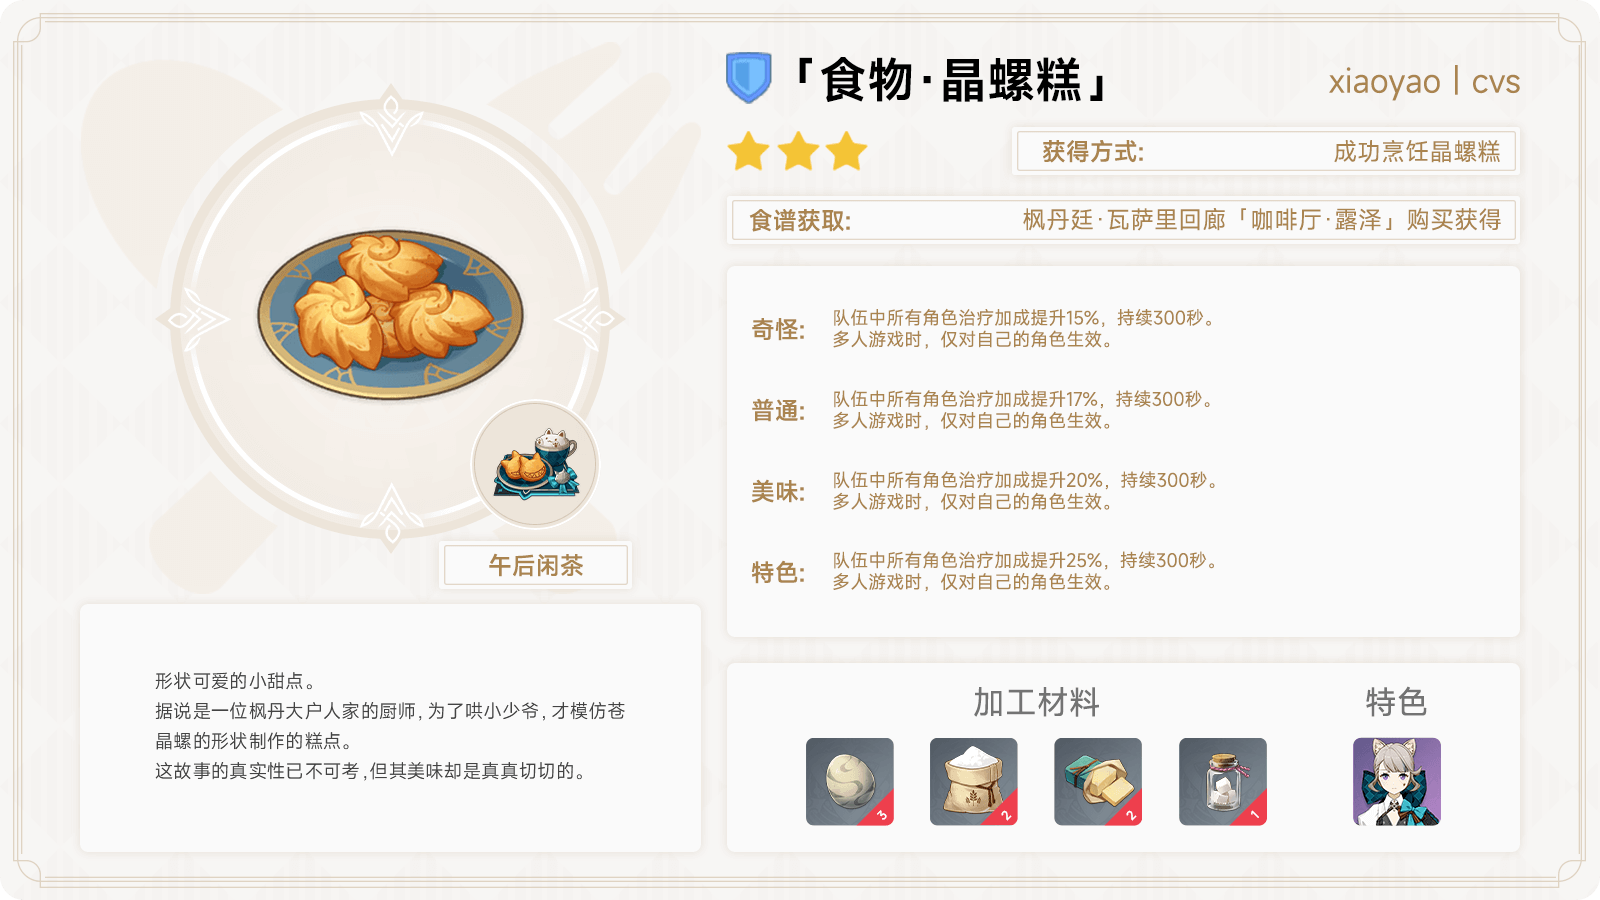 「食物·晶螺糕」
xiaoyao | cvs
获得方式: 成功烹饪晶螺糕
食谱获取: 枫丹廷·瓦萨里回廊「咖啡厅·露泽」购买获得
奇怪:
队伍中所有角色治疗加成提升15%，持续300秒。
多人游戏时，仅对自己的角色生效。
普通:
队伍中所有角色治疗加成提升17%，持续300秒。
多人游戏时，仅对自己的角色生效。
美味:
队伍中所有角色治疗加成提升20%，持续300秒。
多人游戏时，仅对自己的角色生效。
特色:
队伍中所有角色治疗加成提升25%，持续300秒。
多人游戏时，仅对自己的角色生效。
午后闲茶
形状可爱的小甜点。
据说是一位枫丹大户人家的厨师,为了哄小少爷,才模仿苍
晶螺的形状制作的糕点。
这故事的真实性已不可考,但其美味却是真真切切的。
加工材料
特色
3
2
2
1